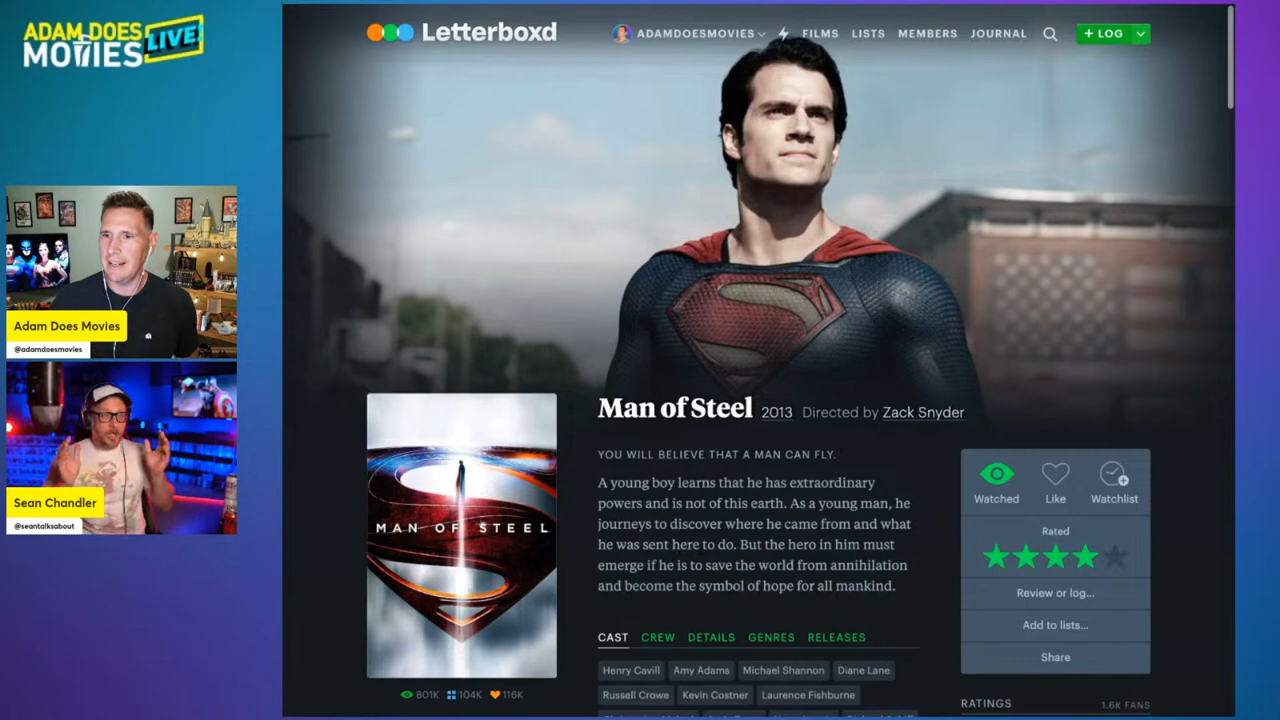 ADAM DOES
MOVIES LIVE!
Letterboxd
ADAMDOESMOVIES FILMS LISTS MEMBERS JOURNAL + LOG
Adam Does Movies
@adamdoesmovies
Sean Chandler
@seantalksabout
MAN OF STEEL
801K 104K 116K
Man of Steel 2013 Directed by Zack Snyder
YOU WILL BELIEVE THAT A MAN CAN FLY.
A young boy learns that he has extraordinary
powers and is not of this earth. As a young man, he
journeys to discover where he came from and what
he was sent here to do. But the hero in him must
emerge if he is to save the world from annihilation
and become the symbol of hope for all mankind.
CAST CREW DETAILS GENRES RELEASES
Henry Cavill Amy Adams Michael Shannon Diane Lane
Russell Crowe Kevin Costner Laurence Fishburne
Watched Like Watchlist
Rated
Review or log...
Add to lists...
Share
RATINGS 1.6K FANS